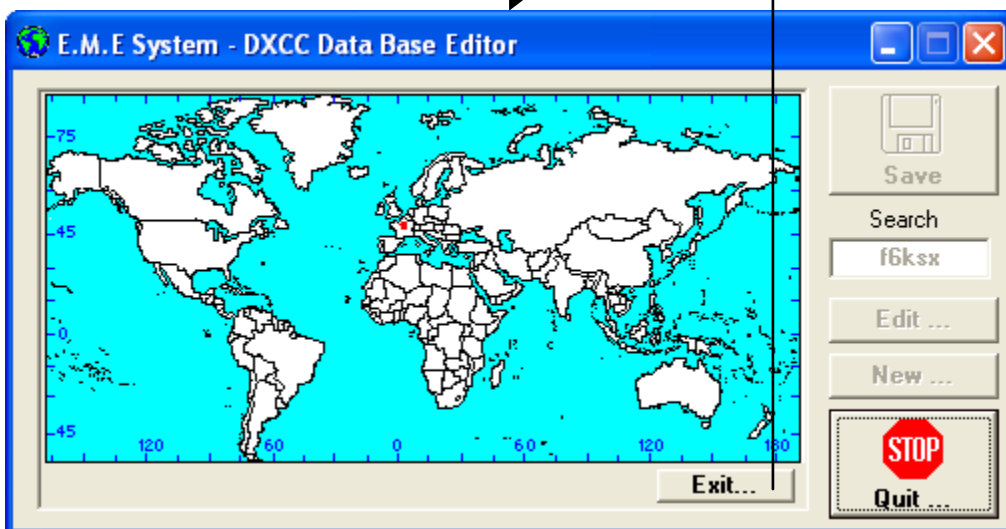 E.M.E System - DXCC Data Base Editor
75
45
0
45
120 60 0 60 120 180
Exit...
Save
Search
f6ksx
Edit ...
New ...
STOP
Quit ...